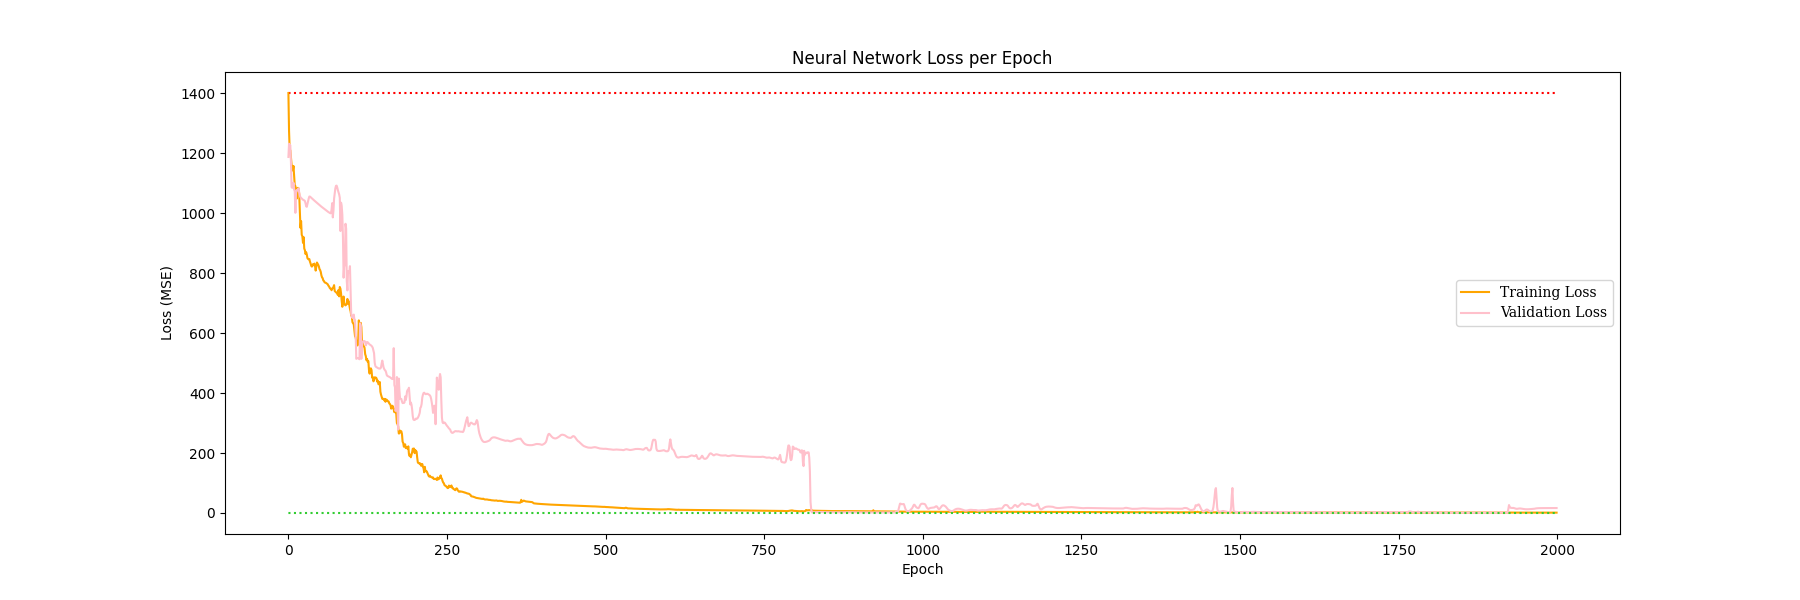 Neural Network Loss per Epoch
1400
1200
1000
800
600
400
200
0
Loss (MSE)
Training Loss
Validation Loss
0 250 500 750 1000 1250 1500 1750 2000
Epoch